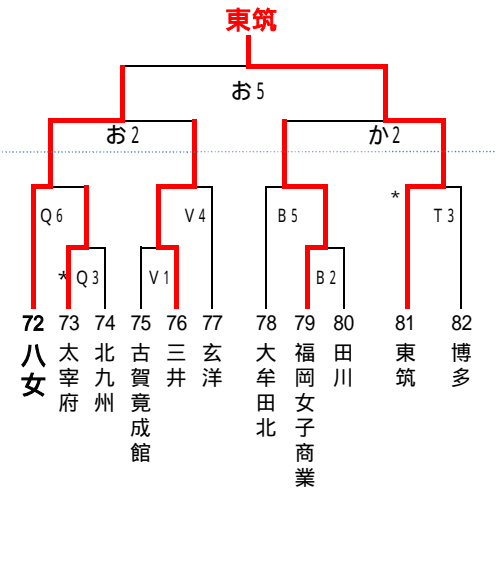 東筑
お5
お2
か2
*
Q6
V4
B5
T3
*
Q3
V1
B2
72
73
74
75
76
77
78
79
80
81
82
八女
太宰府
北九州
古賀竟成館
三井
玄洋
大牟田北
福岡女子商業
田川
東筑
博多